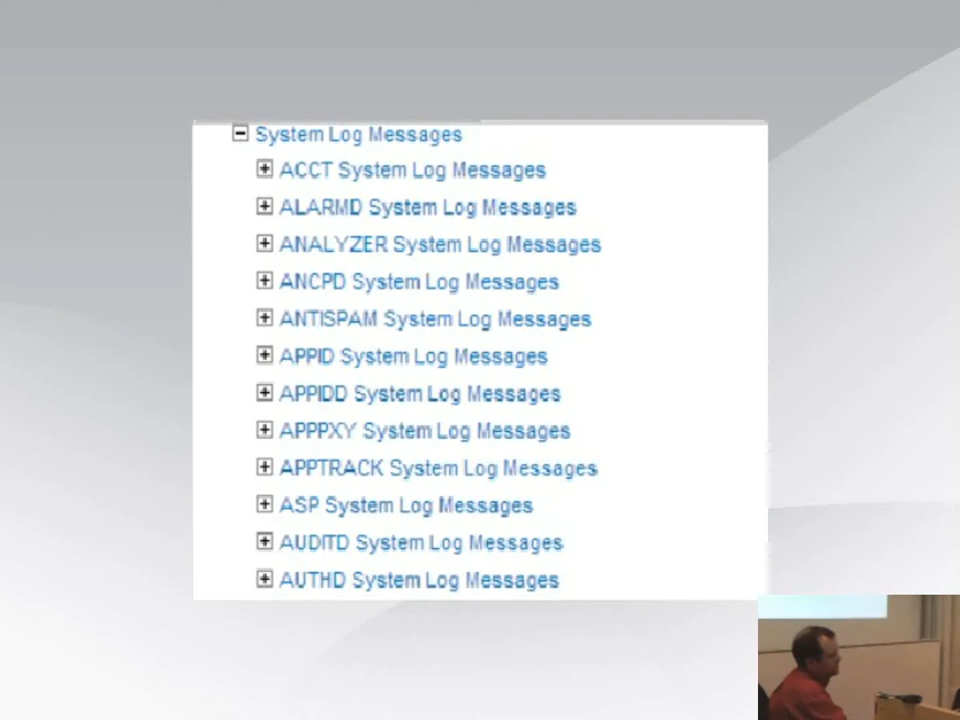 System Log Messages
ACCT System Log Messages
ALARMD System Log Messages
ANALYZER System Log Messages
ANCPD System Log Messages
ANTISPAM System Log Messages
APPID System Log Messages
APPIDD System Log Messages
APPPXY System Log Messages
APPTRACK System Log Messages
ASP System Log Messages
AUDITD System Log Messages
AUTHD System Log Messages